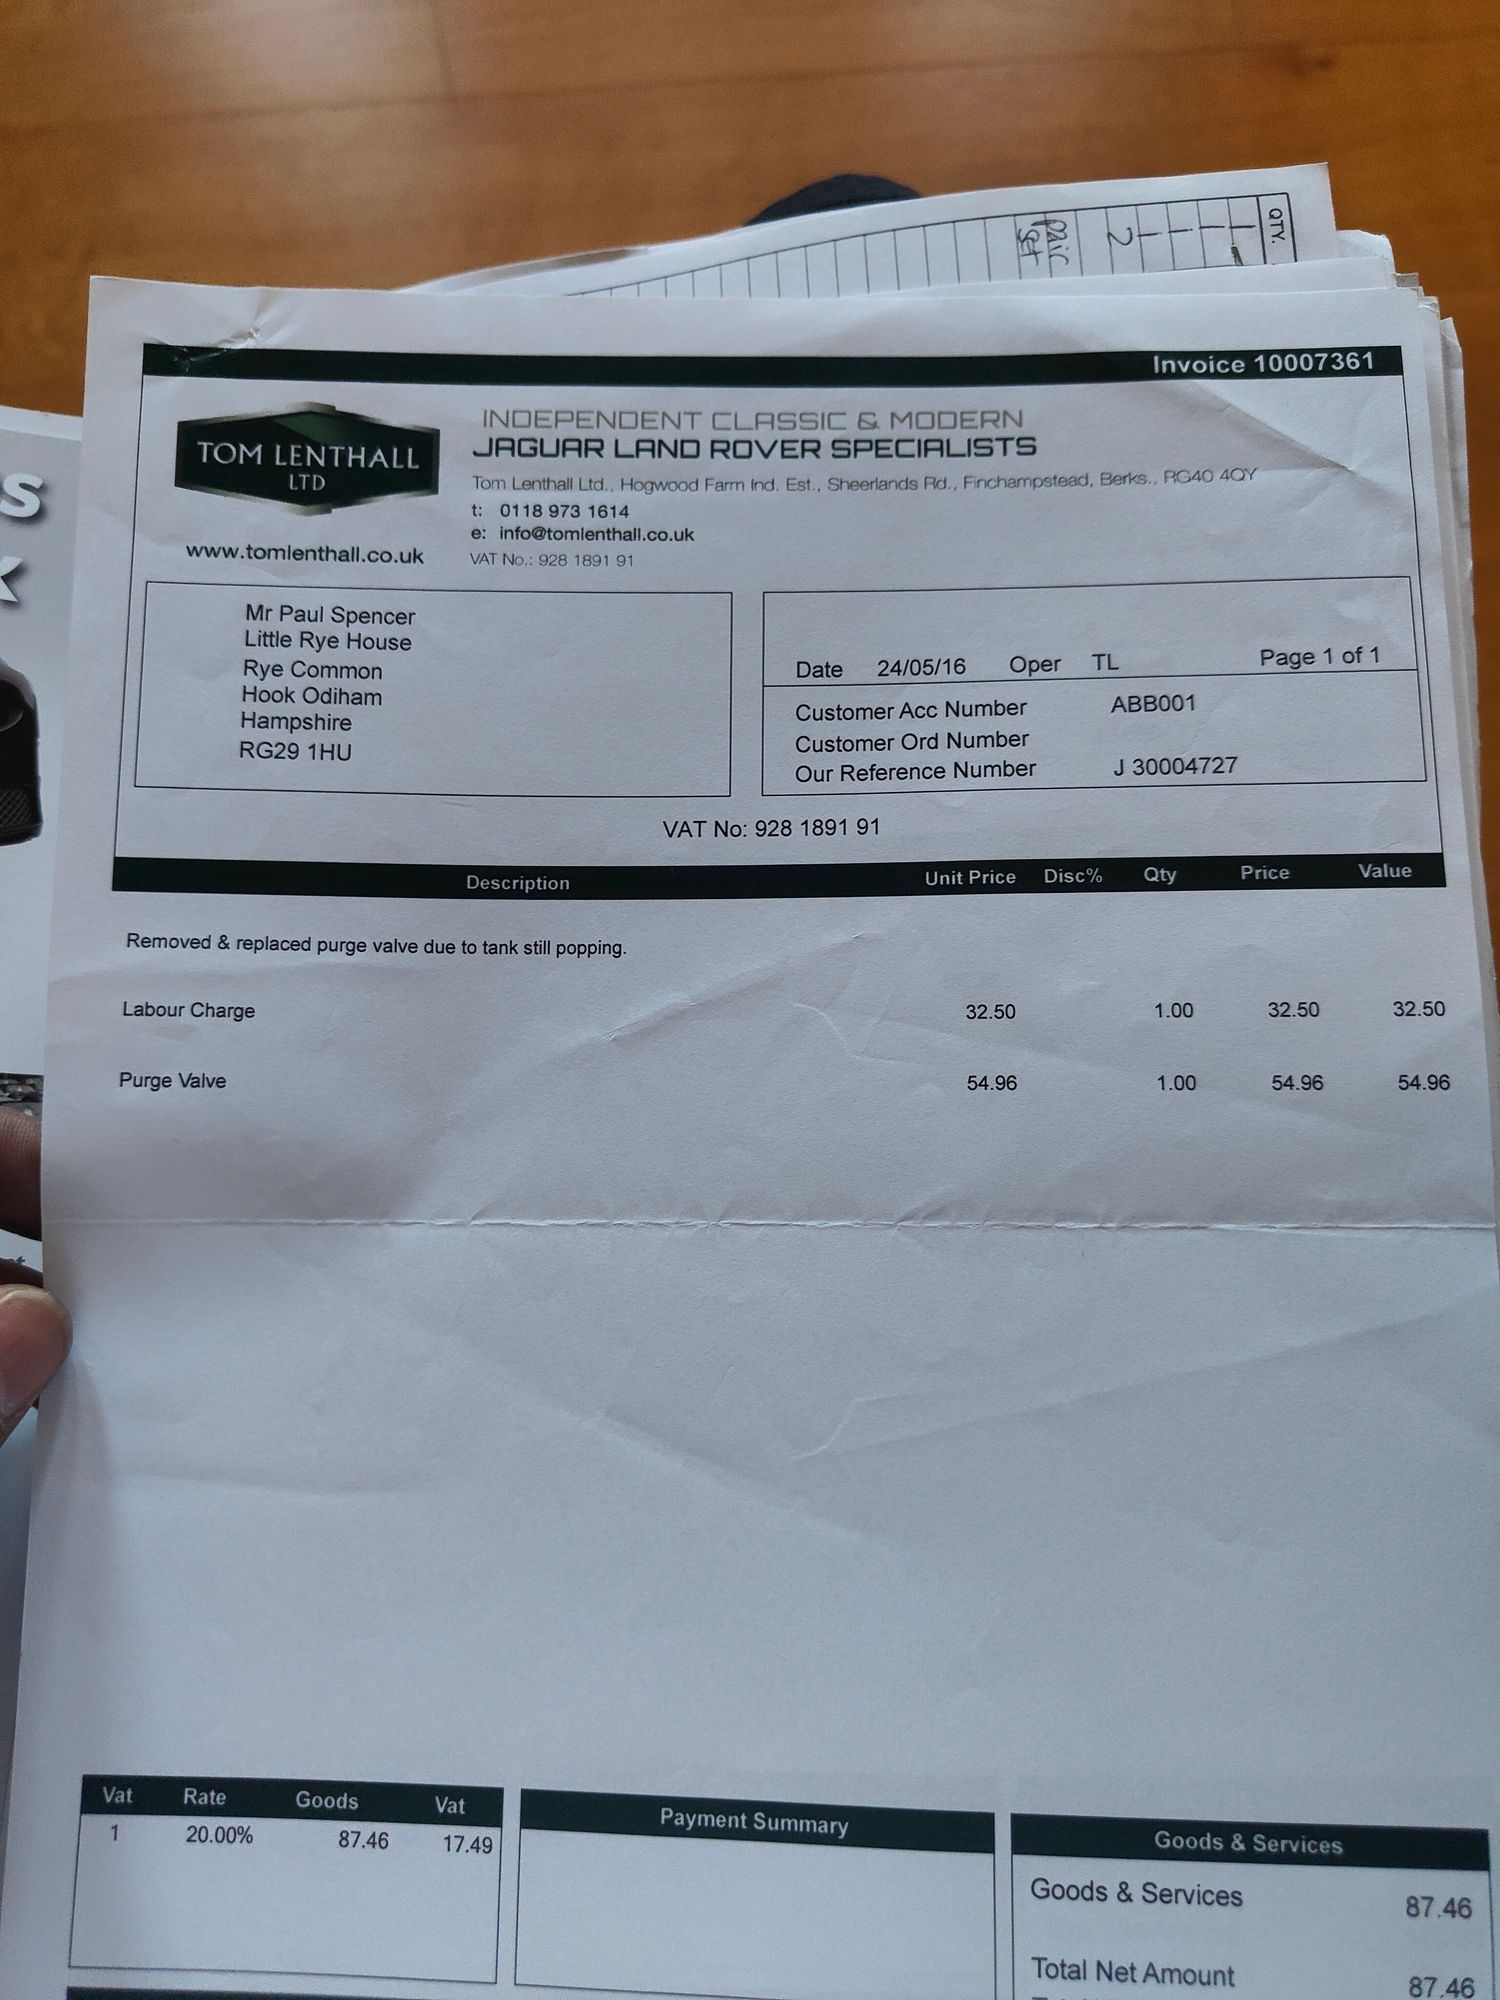 QTY.
2
Invoice 10007361
TOM LENTHALL
LTD
www.tomlenthall.co.uk
INDEPENDENT CLASSIC & MODERN
JAGUAR LAND ROVER SPECIALISTS
Tom Lenthall Ltd., Hogwood Farm Ind. Est., Sheerlands Rd., Finchampstead, Berks., RG40 4QY
t: 0118 973 1614
e: info@tomlenthall.co.uk
VAT No.: 928 1891 91
Mr Paul Spencer
Little Rye House
Rye Common
Hook Odiham
Hampshire
RG29 1HU
Date 24/05/16 Oper TL Page 1 of 1
Customer Acc Number ABB001
Customer Ord Number
Our Reference Number J 30004727
VAT No: 928 1891 91
Description Unit Price Disc% Qty Price Value
Removed & replaced purge valve due to tank still popping.
Labour Charge 32.50 1.00 32.50 32.50
Purge Valve 54.96 1.00 54.96 54.96
Vat Rate Goods Vat
1 20.00% 87.46 17.49
Payment Summary
Goods & Services
Goods & Services 87.46
Total Net Amount 87.46